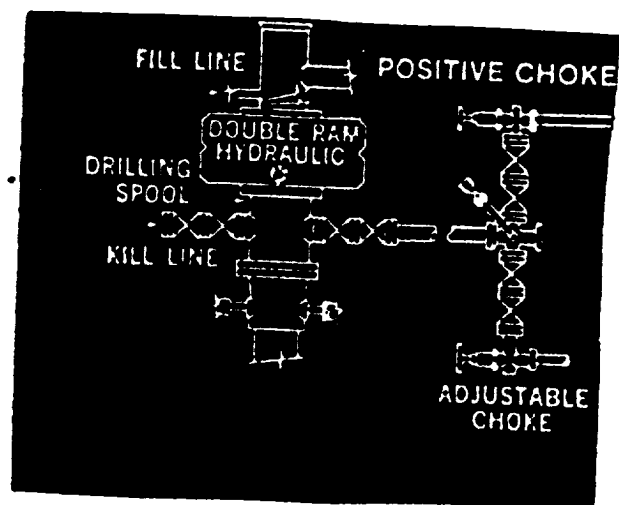 FILL LINE
POSITIVE CHOKE
DOUBLE RAM
HYDRAULIC
DRILLING
SPOOL
KILL LINE
ADJUSTABLE
CHOKE